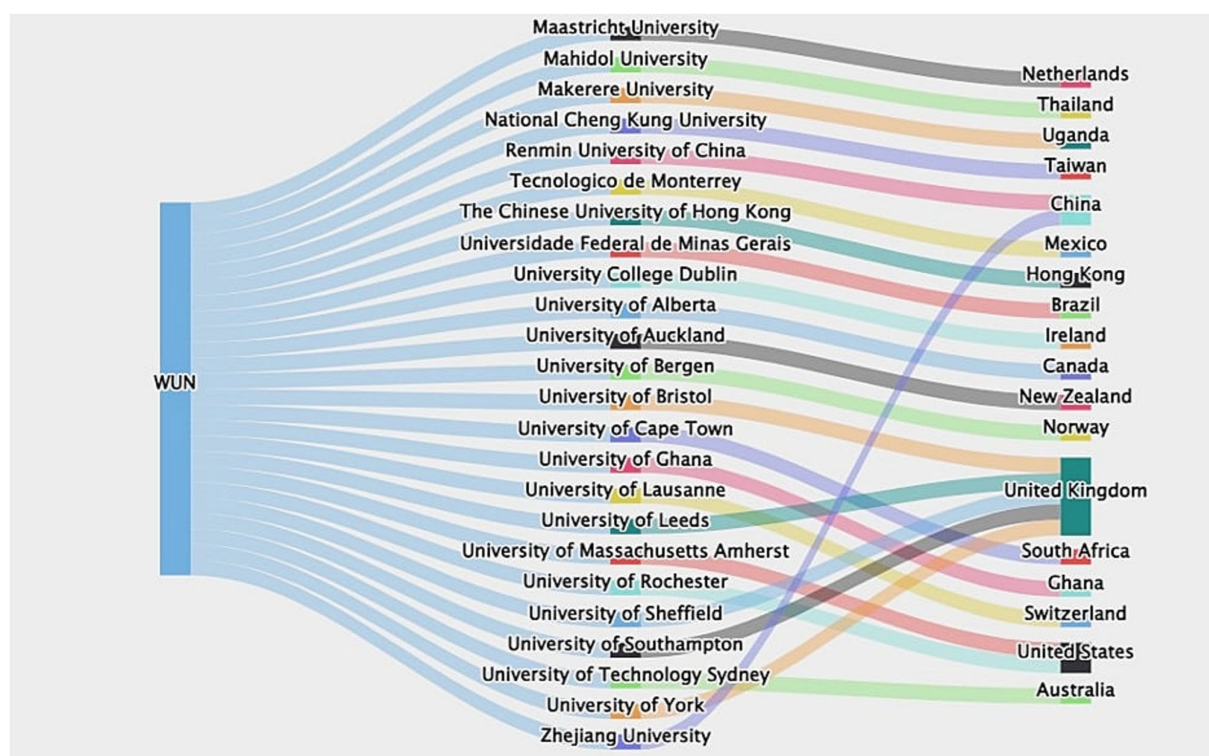 WUN
Maastricht University
Mahidol University
Makerere University
National Cheng Kung University
Renmin University of China
Tecnologico de Monterrey
The Chinese University of Hong Kong
Universidade Federal de Minas Gerais
University College Dublin
University of Alberta
University of Auckland
University of Bergen
University of Bristol
University of Cape Town
University of Ghana
University of Lausanne
University of Leeds
University of Massachusetts Amherst
University of Rochester
University of Sheffield
University of Southampton
University of Technology Sydney
University of York
Zhejiang University
Netherlands
Thailand
Uganda
Taiwan
China
Mexico
Hong Kong
Brazil
Ireland
Canada
New Zealand
Norway
United Kingdom
South Africa
Ghana
Switzerland
United States
Australia